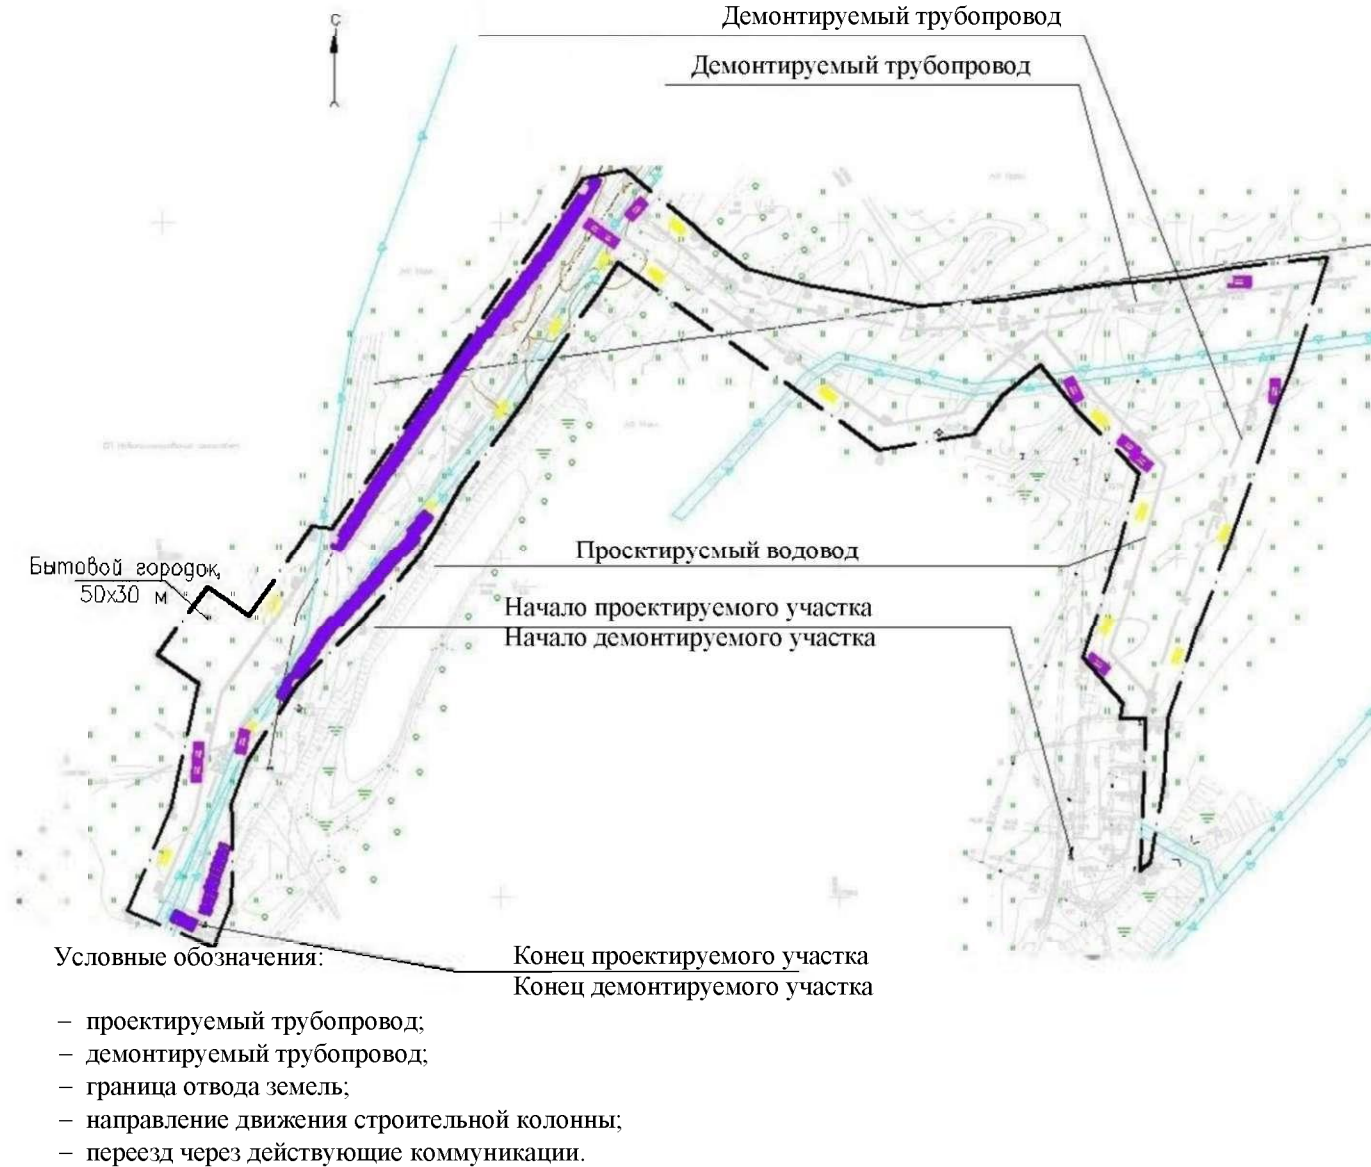 С
Демонтируемый трубопровод
Демонтируемый трубопровод
Бытовой городок,
50х30 м
Проектируемый водовод
Начало проектируемого участка
Начало демонтируемого участка
Условные обозначения:
Конец проектируемого участка
Конец демонтируемого участка
– проектируемый трубопровод;
– демонтируемый трубопровод;
– граница отвода земель;
– направление движения строительной колонны;
– переезд через действующие коммуникации.